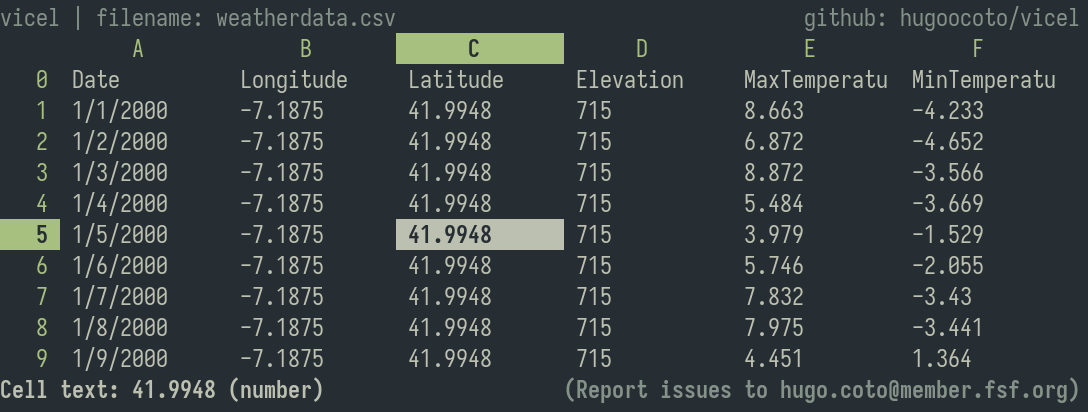 vicel | filename: weatherdata.csv github: hugoocoto/vicel
A B C D E F
0 Date Longitude Latitude Elevation MaxTemperatu MinTemperatu
1 1/1/2000 -7.1875 41.9948 715 8.663 -4.233
2 1/2/2000 -7.1875 41.9948 715 6.872 -4.652
3 1/3/2000 -7.1875 41.9948 715 8.872 -3.566
4 1/4/2000 -7.1875 41.9948 715 5.484 -3.669
5 1/5/2000 -7.1875 41.9948 715 3.979 -1.529
6 1/6/2000 -7.1875 41.9948 715 5.746 -2.055
7 1/7/2000 -7.1875 41.9948 715 7.832 -3.43
8 1/8/2000 -7.1875 41.9948 715 7.975 -3.441
9 1/9/2000 -7.1875 41.9948 715 4.451 1.364
Cell text: 41.9948 (number) (Report issues to hugo.coto@member.fsf.org)